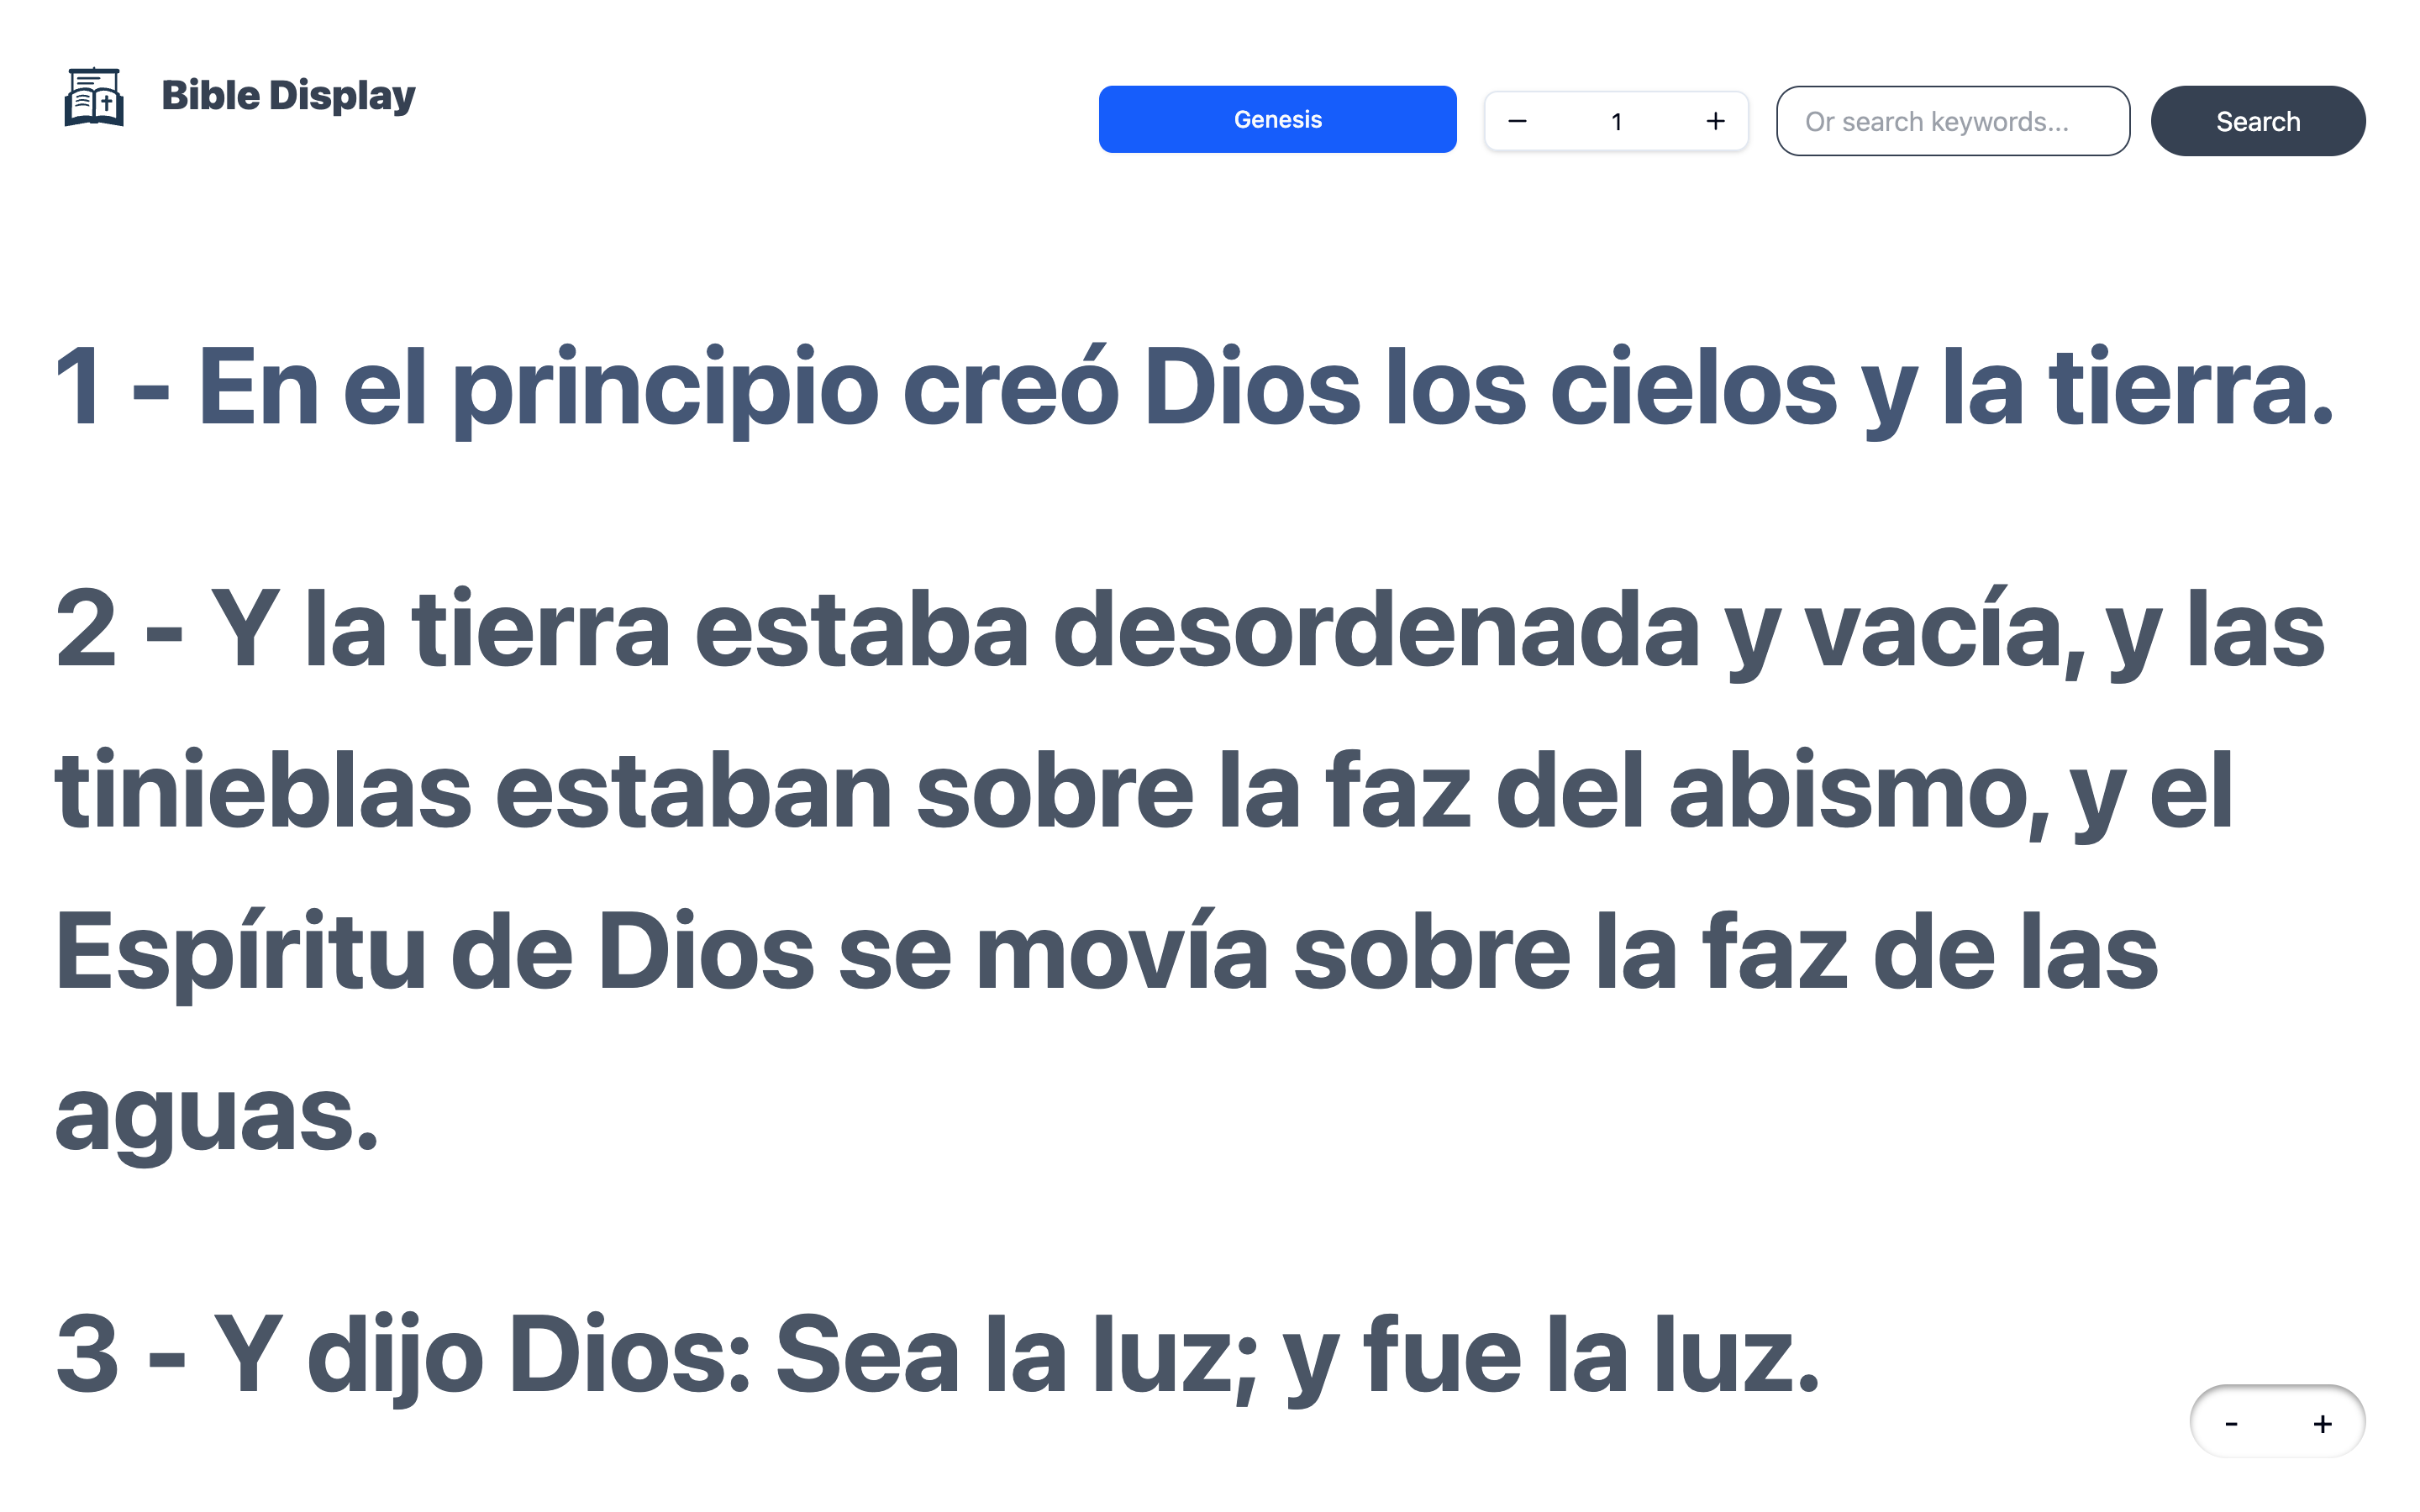 Bible Display
Genesis
− 1 +
Or search keywords...
Search
1 - En el principio creó Dios los cielos y la tierra.
2 - Y la tierra estaba desordenada y vacía, y las
tinieblas estaban sobre la faz del abismo, y el
Espíritu de Dios se movía sobre la faz de las
aguas.
3 - Y dijo Dios: Sea la luz; y fue la luz.
- +